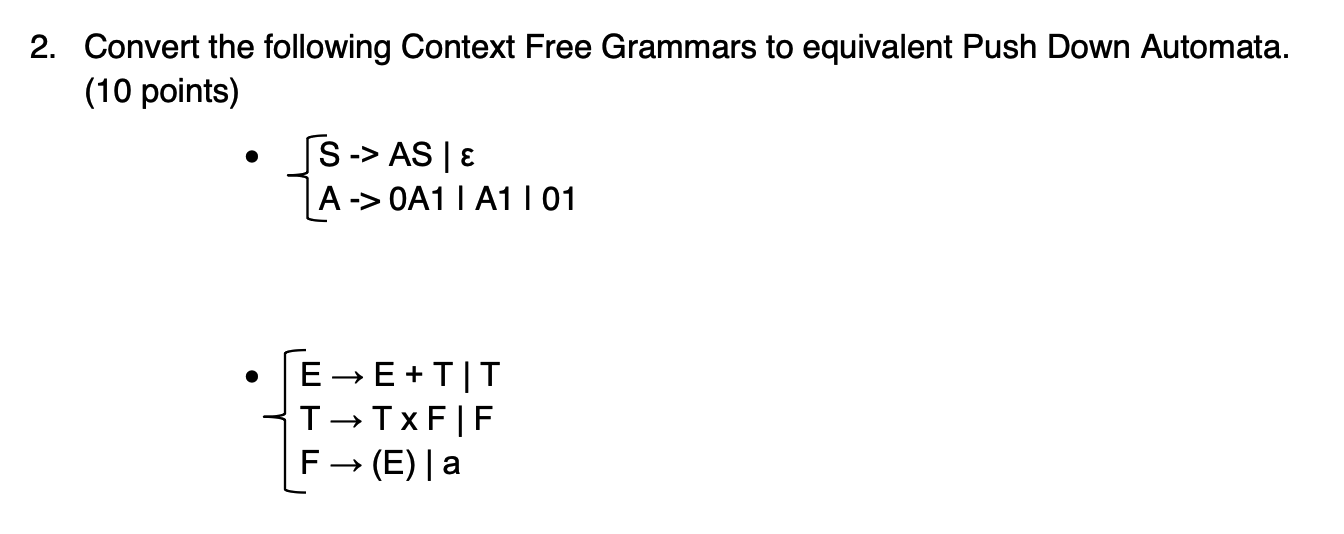 2. Convert the following Context Free Grammars to equivalent Push Down Automata.
(10 points)
• S -> AS | ε
A -> 0A1 | A1 | 01
• E → E + T | T
T → T x F | F
F → (E) | a